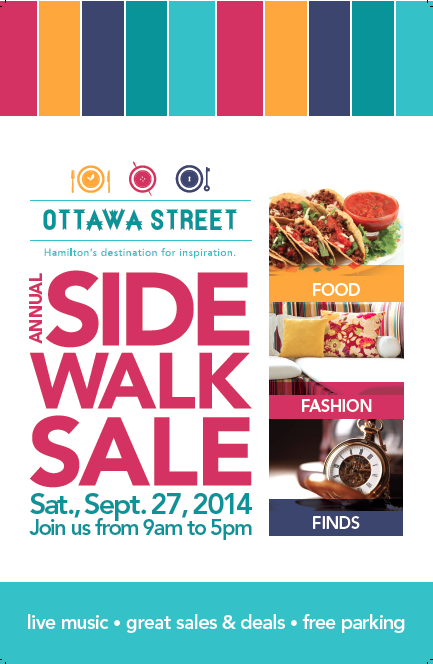 OTTAWA STREET
Hamilton's destination for inspiration.
ANNUAL
SIDE
WALK
SALE
Sat., Sept. 27, 2014
Join us from 9am to 5pm
FOOD
FASHION
FINDS
live music • great sales & deals • free parking